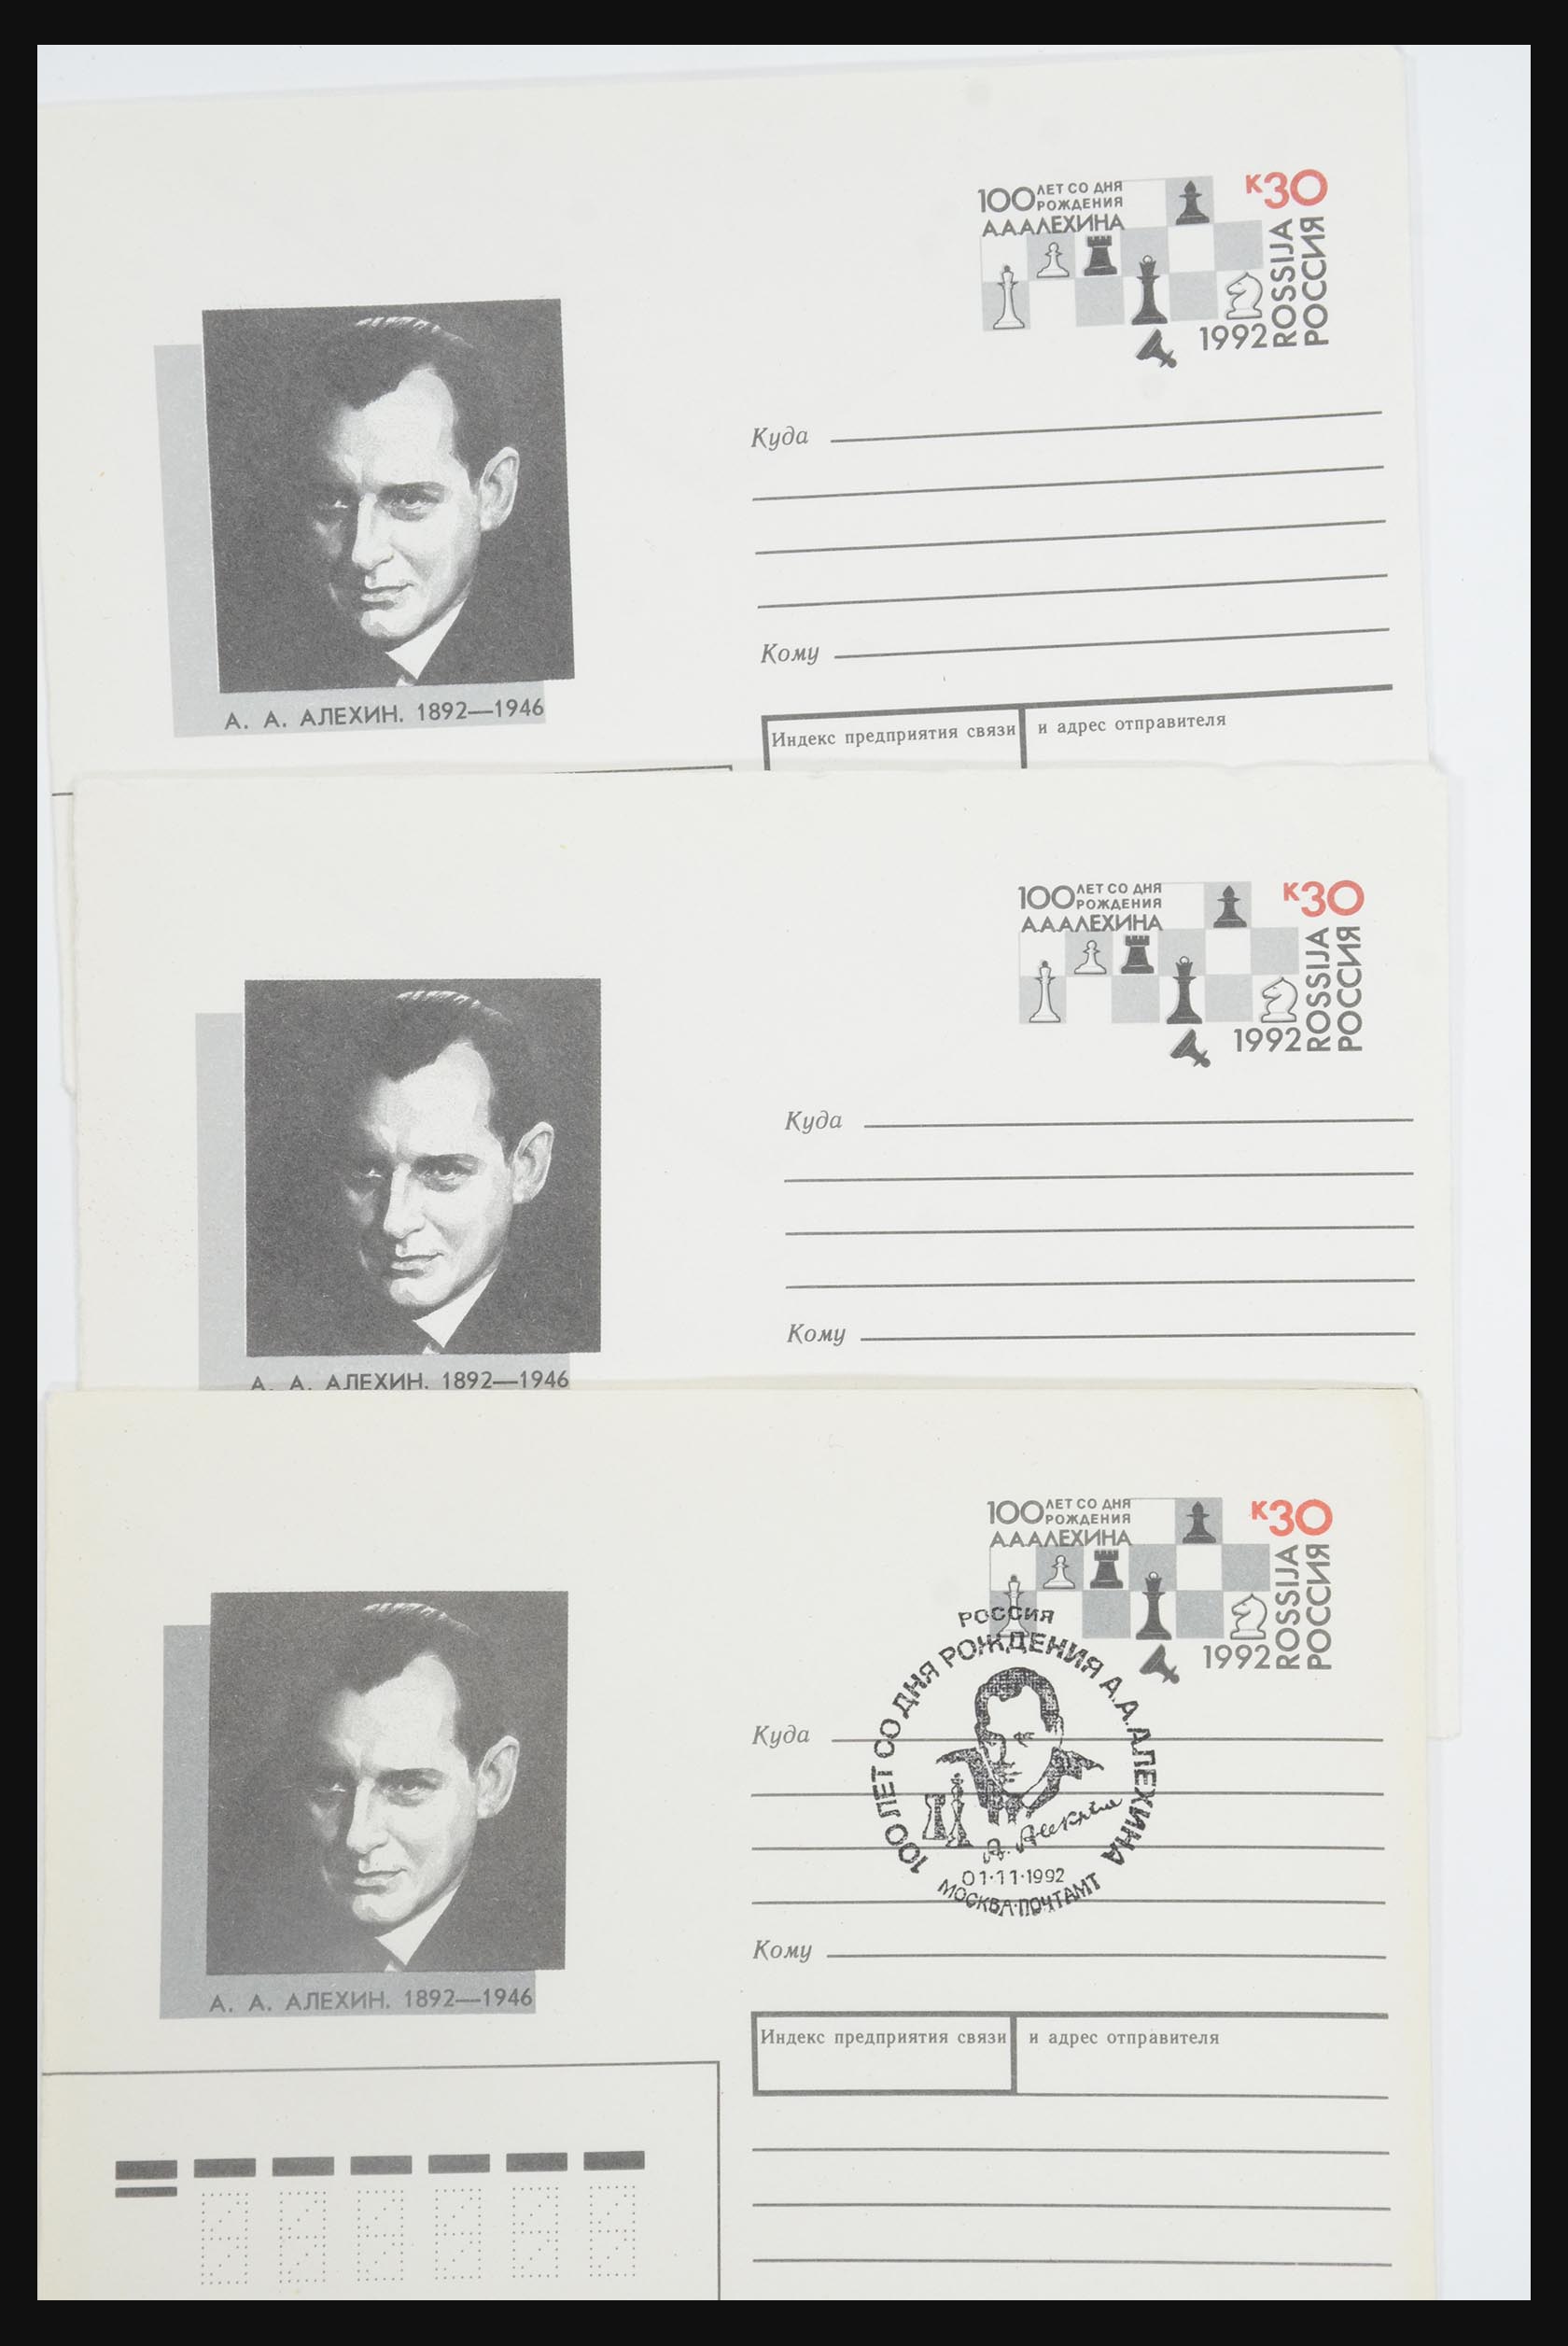 100 ЛЕТ СО ДНЯ
РОЖДЕНИЯ
А.А.АЛЕХИНА
К30
ROSSIJA
РОССИЯ
1992
Куда
Кому
А. А. АЛЕХИН. 1892—1946
Индекс предприятия связи и адрес отправителя
100 ЛЕТ СО ДНЯ
РОЖДЕНИЯ
А.А.АЛЕХИНА
К30
ROSSIJA
РОССИЯ
1992
Куда
Кому
А. А. АЛЕХИН. 1892—1946
100 ЛЕТ СО ДНЯ
РОЖДЕНИЯ
А.А.АЛЕХИНА
К30
ROSSIJA
РОССИЯ
1992
РОССИЯ
100 ЛЕТ СО ДНЯ РОЖДЕНИЯ А.А.АЛЕХИНА
А. Алехин
01·11·1992
МОСКВА·ПОЧТАМТ
Куда
Кому
А. А. АЛЕХИН. 1892—1946
Индекс предприятия связи и адрес отправителя